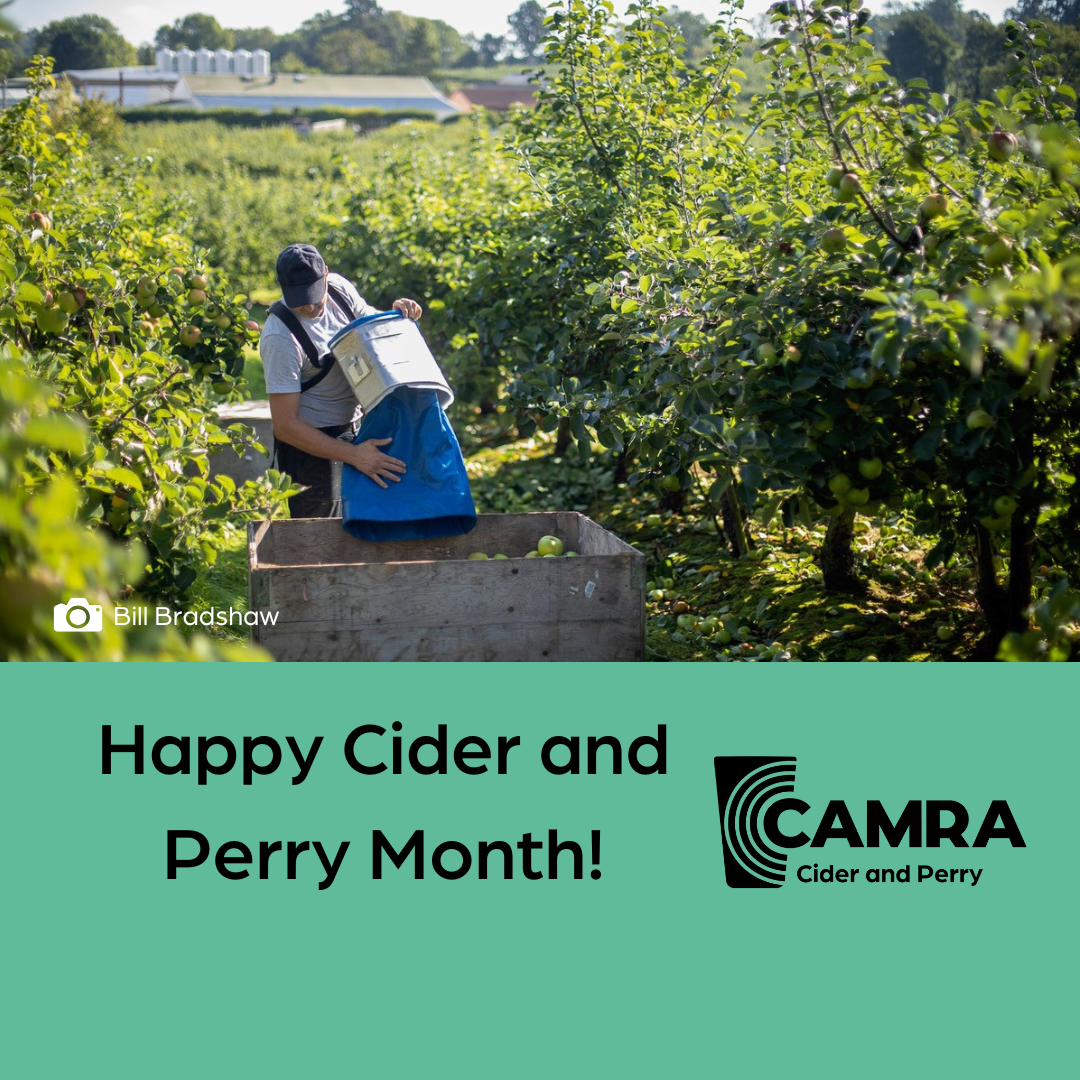 Bill Bradshaw
Happy Cider and
Perry Month!
CAMRA
Cider and Perry